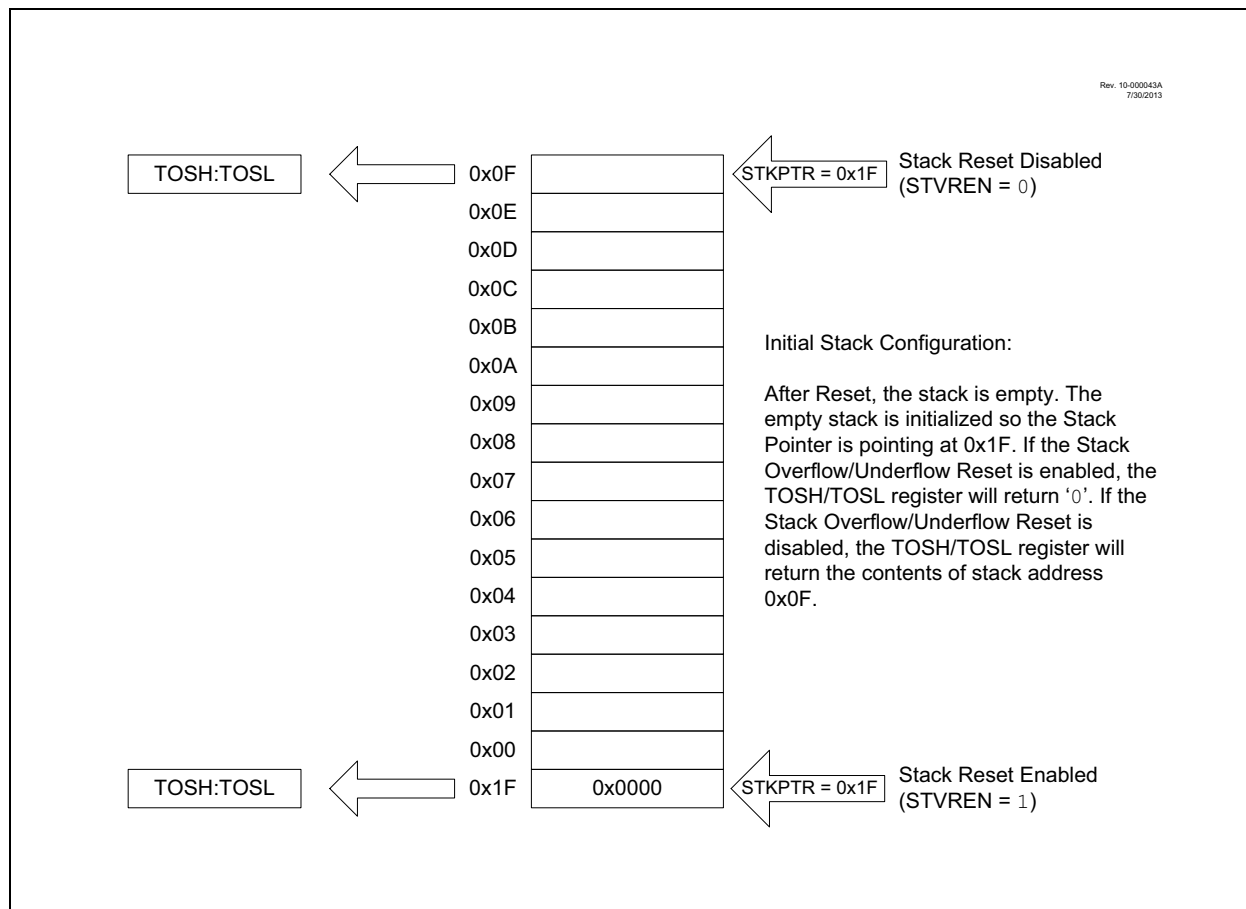 Rev. 10-000043A
7/30/2013
TOSH:TOSL
0x0F
STKPTR = 0x1F
Stack Reset Disabled
(STVREN = 0)
0x0E
0x0D
0x0C
0x0B
0x0A
0x09
0x08
0x07
0x06
0x05
0x04
0x03
0x02
0x01
0x00
Initial Stack Configuration:
After Reset, the stack is empty. The
empty stack is initialized so the Stack
Pointer is pointing at 0x1F. If the Stack
Overflow/Underflow Reset is enabled, the
TOSH/TOSL register will return ‘0’. If the
Stack Overflow/Underflow Reset is
disabled, the TOSH/TOSL register will
return the contents of stack address
0x0F.
TOSH:TOSL
0x1F
0x0000
STKPTR = 0x1F
Stack Reset Enabled
(STVREN = 1)